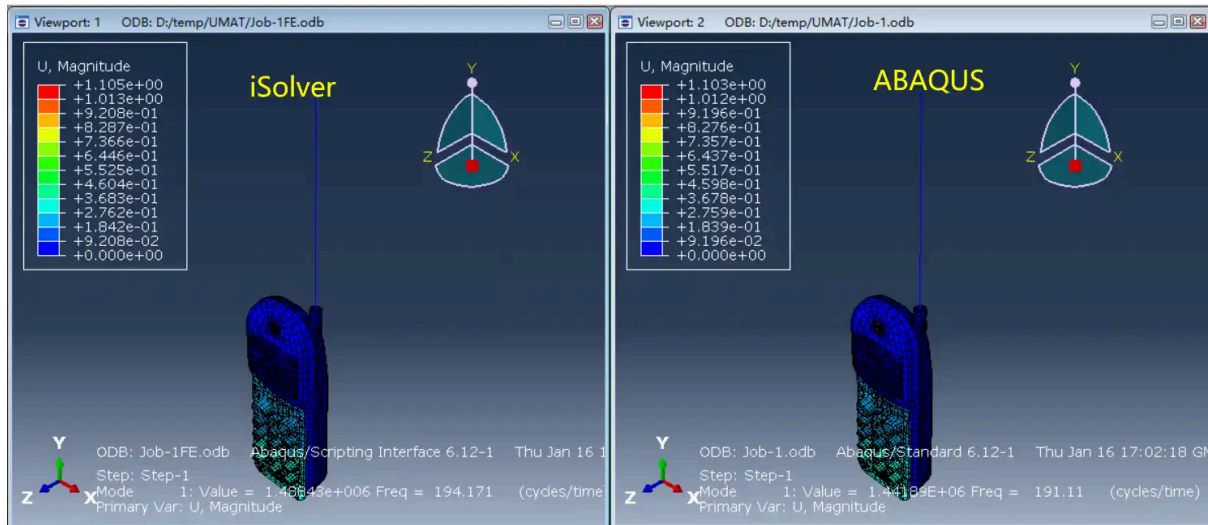 Viewport: 1 ODB: D:/temp/UMAT/Job-1FE.odb
U, Magnitude
+1.105e+00
+1.013e+00
+9.208e-01
+8.287e-01
+7.366e-01
+6.446e-01
+5.525e-01
+4.604e-01
+3.683e-01
+2.762e-01
+1.842e-01
+9.208e-02
+0.000e+00
iSolver
Y
Z
X
Y
Z
X
ODB: Job-1FE.odb Abaqus/Scripting Interface 6.12-1 Thu Jan 16 1
Step: Step-1
Mode 1: Value = 1.48843e+006 Freq = 194.171 (cycles/time)
Primary Var: U, Magnitude
Viewport: 2 ODB: D:/temp/UMAT/Job-1.odb
U, Magnitude
+1.103e+00
+1.012e+00
+9.196e-01
+8.276e-01
+7.357e-01
+6.437e-01
+5.517e-01
+4.598e-01
+3.678e-01
+2.759e-01
+1.839e-01
+9.196e-02
+0.000e+00
ABAQUS
Y
Z
X
Y
Z
X
ODB: Job-1.odb Abaqus/Standard 6.12-1 Thu Jan 16 17:02:18 GM
Step: Step-1
Mode 1: Value = 1.44189E+06 Freq = 191.11 (cycles/time)
Primary Var: U, Magnitude